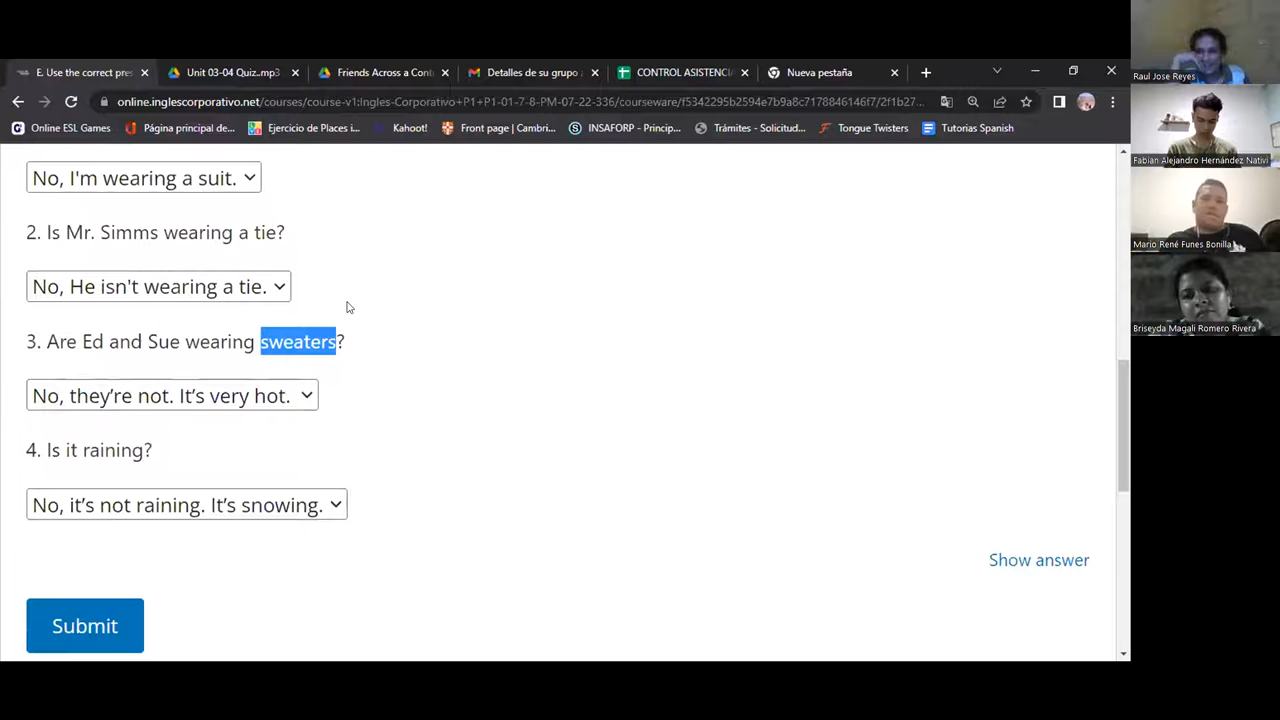 E. Use the correct pres
Unit 03-04 Quiz..mp3
Friends Across a Cont
Detalles de su grupo
CONTROL ASISTENCIA
Nueva pestaña
online.inglescorporativo.net/courses/course-v1:Ingles-Corporativo+P1+P1-01-7-8-PM-07-22-336/courseware/f5342295b2594e7b9a8c7178846146f7/2f1b27...
Online ESL Games
Página principal de...
Ejercicio de Places i...
Kahoot!
Front page | Cambri...
INSAFORP - Princip...
Trámites - Solicitud...
Tongue Twisters
Tutorias Spanish
No, I'm wearing a suit.
2. Is Mr. Simms wearing a tie?
No, He isn't wearing a tie.
3. Are Ed and Sue wearing sweaters?
No, they’re not. It’s very hot.
4. Is it raining?
No, it’s not raining. It’s snowing.
Show answer
Submit
Raul Jose Reyes
Fabian Alejandro Hernández Nativi
Mario René Funes Bonilla
Briseyda Magali Romero Rivera